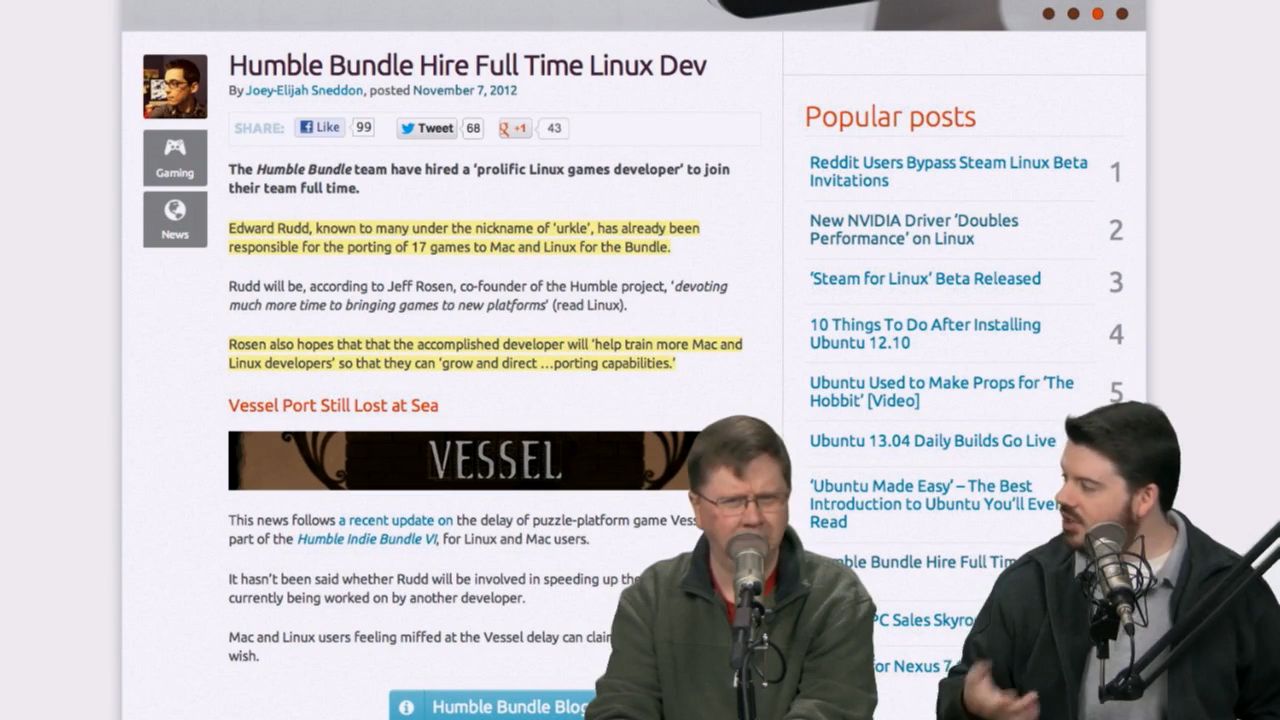 Humble Bundle Hire Full Time Linux Dev
By Joey-Elijah Sneddon, posted November 7, 2012
SHARE: Like 99 Tweet 68 +1 43
Gaming
News
The Humble Bundle team have hired a ‘prolific Linux games developer’ to join
their team full time.
Edward Rudd, known to many under the nickname of ‘urkle’, has already been
responsible for the porting of 17 games to Mac and Linux for the Bundle.
Rudd will be, according to Jeff Rosen, co-founder of the Humble project, ‘devoting
much more time to bringing games to new platforms’ (read Linux).
Rosen also hopes that that the accomplished developer will ‘help train more Mac and
Linux developers’ so that they can ‘grow and direct …porting capabilities.’
Vessel Port Still Lost at Sea
VESSEL
This news follows a recent update on the delay of puzzle-platform game
part of the Humble Indie Bundle VI, for Linux and Mac users.
It hasn’t been said whether Rudd will be involved in speeding up
currently being worked on by another developer.
Mac and Linux users feeling miffed at the Vessel delay can
wish.
Humble Bundle
Popular posts
Reddit Users Bypass Steam Linux Beta
Invitations
1
New NVIDIA Driver ‘Doubles
Performance’ on Linux
2
‘Steam for Linux’ Beta Released
3
10 Things To Do After Installing
Ubuntu 12.10
4
Ubuntu Used to Make Props for ‘The
Hobbit’ [Video]
5
Ubuntu 13.04 Daily Builds Go Live
‘Ubuntu Made Easy’ – The Best
Introduction to Ubuntu You’ll
Read
Bundle Hire Full
PC Sales
for Nexus 7